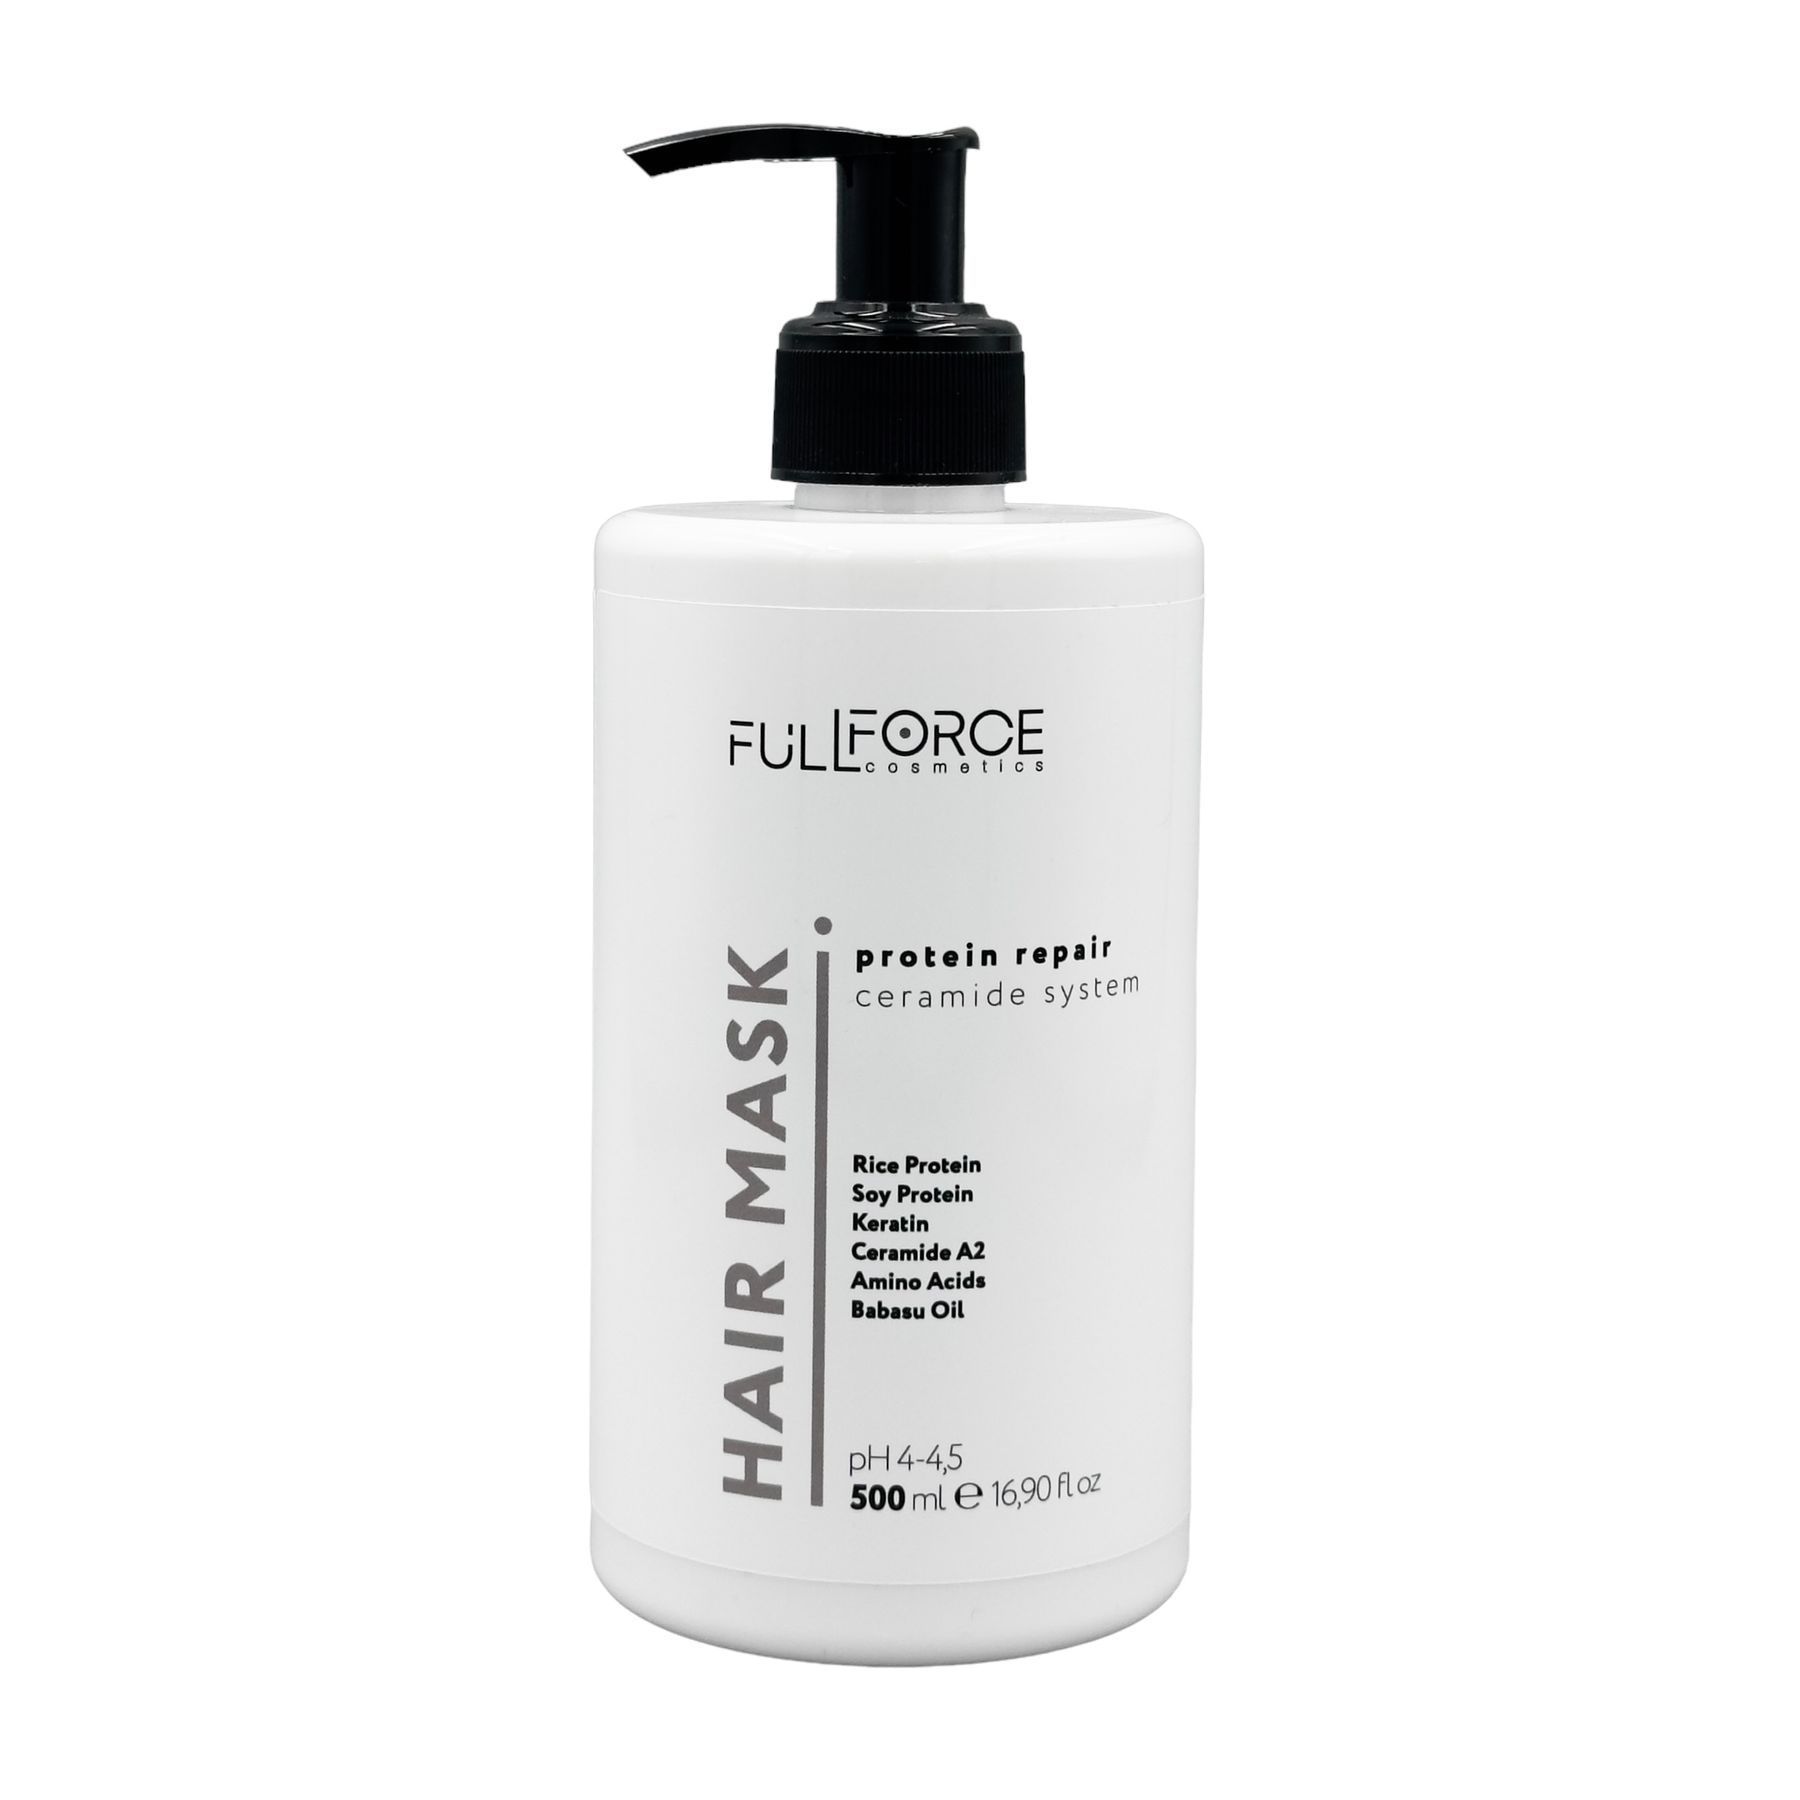 FULLFORCE
cosmetics
HAIR MASK
protein repair
ceramide system
Rice Protein
Soy Protein
Keratin
Ceramide A2
Amino Acids
Babasu Oil
pH 4-4,5
500 ml ℮ 16,90 fl oz